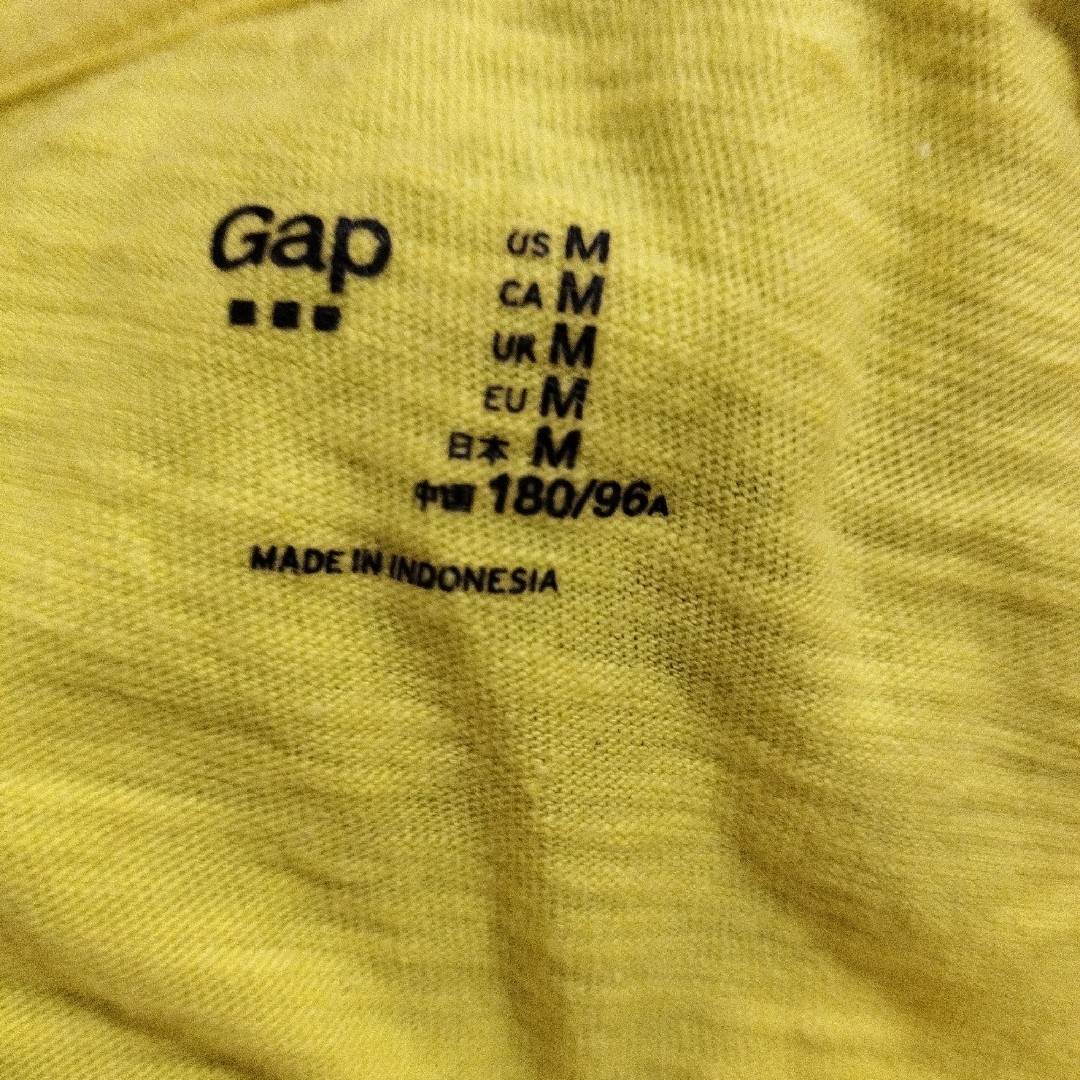 Gap
US M
CA M
UK M
EU M
日本 M
中国 180/96A
MADE IN INDONESIA